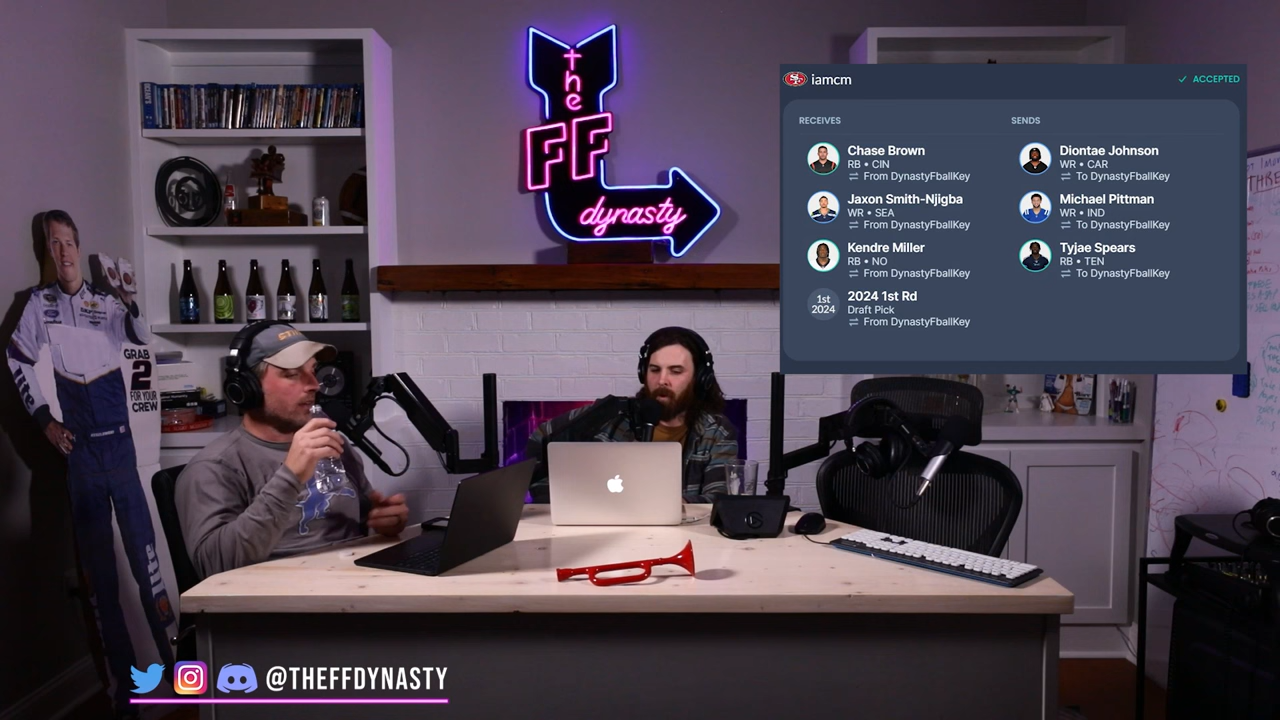 the
FF
dynasty
iamcm
ACCEPTED
RECEIVES
SENDS
Chase Brown
RB • CIN
From DynastyFballKey
Jaxon Smith-Njigba
WR • SEA
From DynastyFballKey
Kendre Miller
RB • NO
From DynastyFballKey
1st
2024
2024 1st Rd
Draft Pick
From DynastyFballKey
Diontae Johnson
WR • CAR
To DynastyFballKey
Michael Pittman
WR • IND
To DynastyFballKey
Tyjae Spears
RB • TEN
To DynastyFballKey
GRAB
2
FOR YOUR
CREW
lite
lite
@THEFFDYNASTY